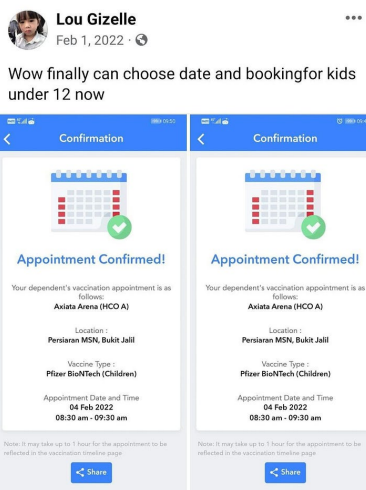 Lou Gizelle
Feb 1, 2022 ·
Wow finally can choose date and bookingfor kids
under 12 now
Confirmation
Appointment Confirmed!
Your dependent's vaccination appointment is as
follows:
Axiata Arena (HCO A)
Location :
Persiaran MSN, Bukit Jalil
Vaccine Type :
Pfizer BioNTech (Children)
Appointment Date and Time
04 Feb 2022
08:30 am - 09:30 am
Note: It may take up to 1 hour for the appointment to be
reflected in the vaccination timeline page
Share
Confirmation
Appointment Confirmed!
Your dependent's vaccination appointment is as
follows:
Axiata Arena (HCO A)
Location :
Persiaran MSN, Bukit Jalil
Vaccine Type :
Pfizer BioNTech (Children)
Appointment Date and Time
04 Feb 2022
08:30 am - 09:30 am
Note: It may take up to 1 hour for the appointment to be
reflected in the vaccination timeline page
Share